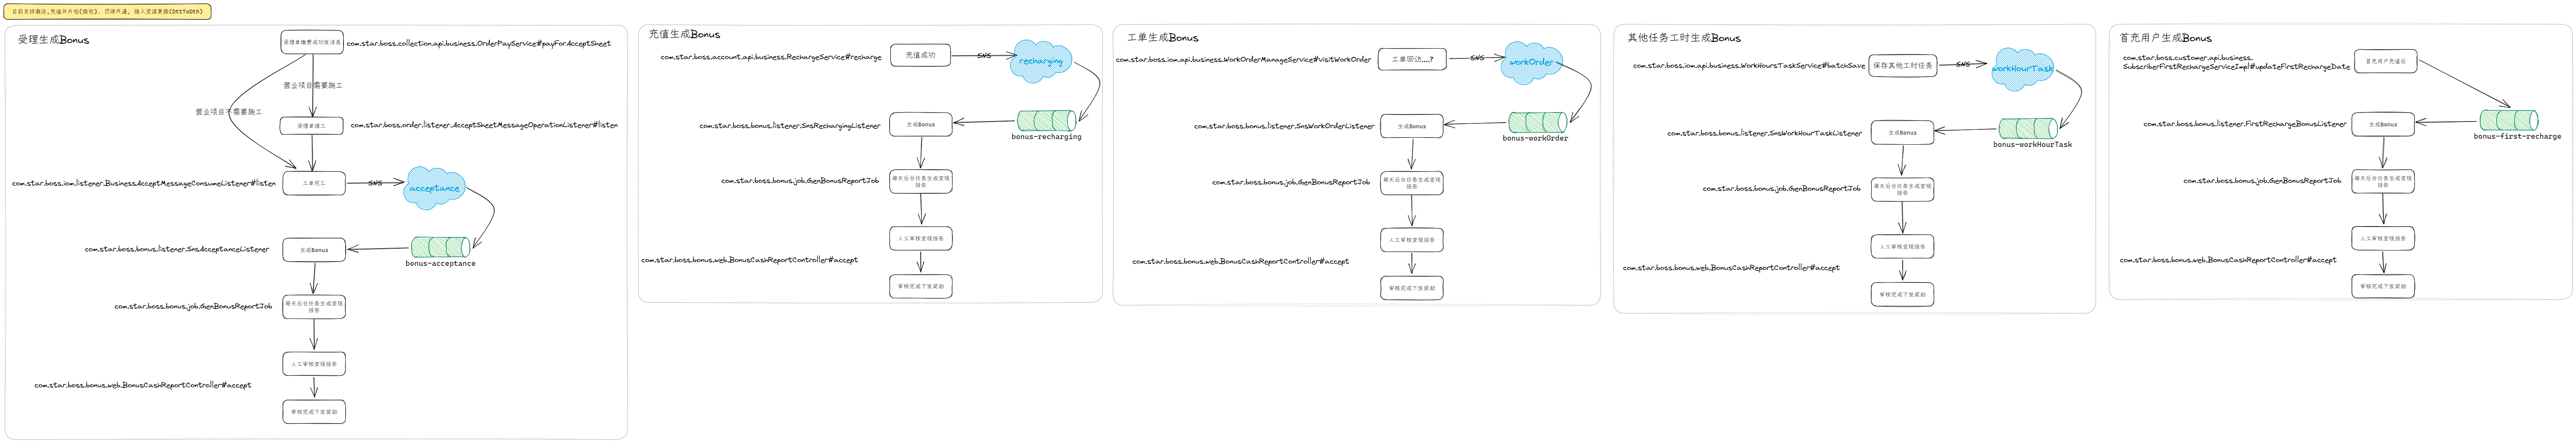 目前支持激活,充值并升包(换包), 罚停开通, 接入资源更换(DttToDth)
受理生成Bonus
受理单缴费成功发消息
com.star.boss.collection.api.business.OrderPayService#payForAcceptSheet
营业项目需要施工
营业项目不需要施工
受理单竣工
com.star.boss.order.listener.AcceptSheetMessageOperationListener#listen
com.star.boss.iom.listener.BusinessAcceptMessageConsumeListener#listen
工单完工
SNS
acceptance
com.star.boss.bonus.listener.SnsAcceptanceListener
生成Bonus
bonus-acceptance
com.star.boss.bonus.job.GenBonusReportJob
每天后台任务生成变现
报告
人工审核变现报告
com.star.boss.bonus.web.BonusCashReportController#accept
审核完成下发奖励
充值生成Bonus
com.star.boss.account.api.business.RechargeService#recharge
充值成功
SNS
recharging
com.star.boss.bonus.listener.SnsRechargingListener
生成Bonus
bonus-recharging
com.star.boss.bonus.job.GenBonusReportJob
每天后台任务生成变现
报告
人工审核变现报告
com.star.boss.bonus.web.BonusCashReportController#accept
审核完成下发奖励
工单生成Bonus
com.star.boss.iom.api.business.WorkOrderManageService#visitWorkOrder
工单回访....?
SNS
workOrder
com.star.boss.bonus.listener.SnsWorkOrderListener
生成Bonus
bonus-workOrder
com.star.boss.bonus.job.GenBonusReportJob
每天后台任务生成变现
报告
人工审核变现报告
com.star.boss.bonus.web.BonusCashReportController#accept
审核完成下发奖励
其他任务工时生成Bonus
com.star.boss.iom.api.business.WorkHoursTaskService#batchSave
保存其他工时任务
SNS
workHourTask
com.star.boss.bonus.listener.SnsWorkHourTaskListener
生成Bonus
bonus-workHourTask
com.star.boss.bonus.job.GenBonusReportJob
每天后台任务生成变现
报告
人工审核变现报告
com.star.boss.bonus.web.BonusCashReportController#accept
审核完成下发奖励
首充用户生成Bonus
com.star.boss.customer.api.business.
SubscriberFirstRechargeServiceImpl#updateFirstRechargeDate
首充用户充值后
com.star.boss.bonus.listener.FirstRechargeBonusListener
生成Bonus
bonus-first-recharge
com.star.boss.bonus.job.GenBonusReportJob
每天后台任务生成变现
报告
人工审核变现报告
com.star.boss.bonus.web.BonusCashReportController#accept
审核完成下发奖励